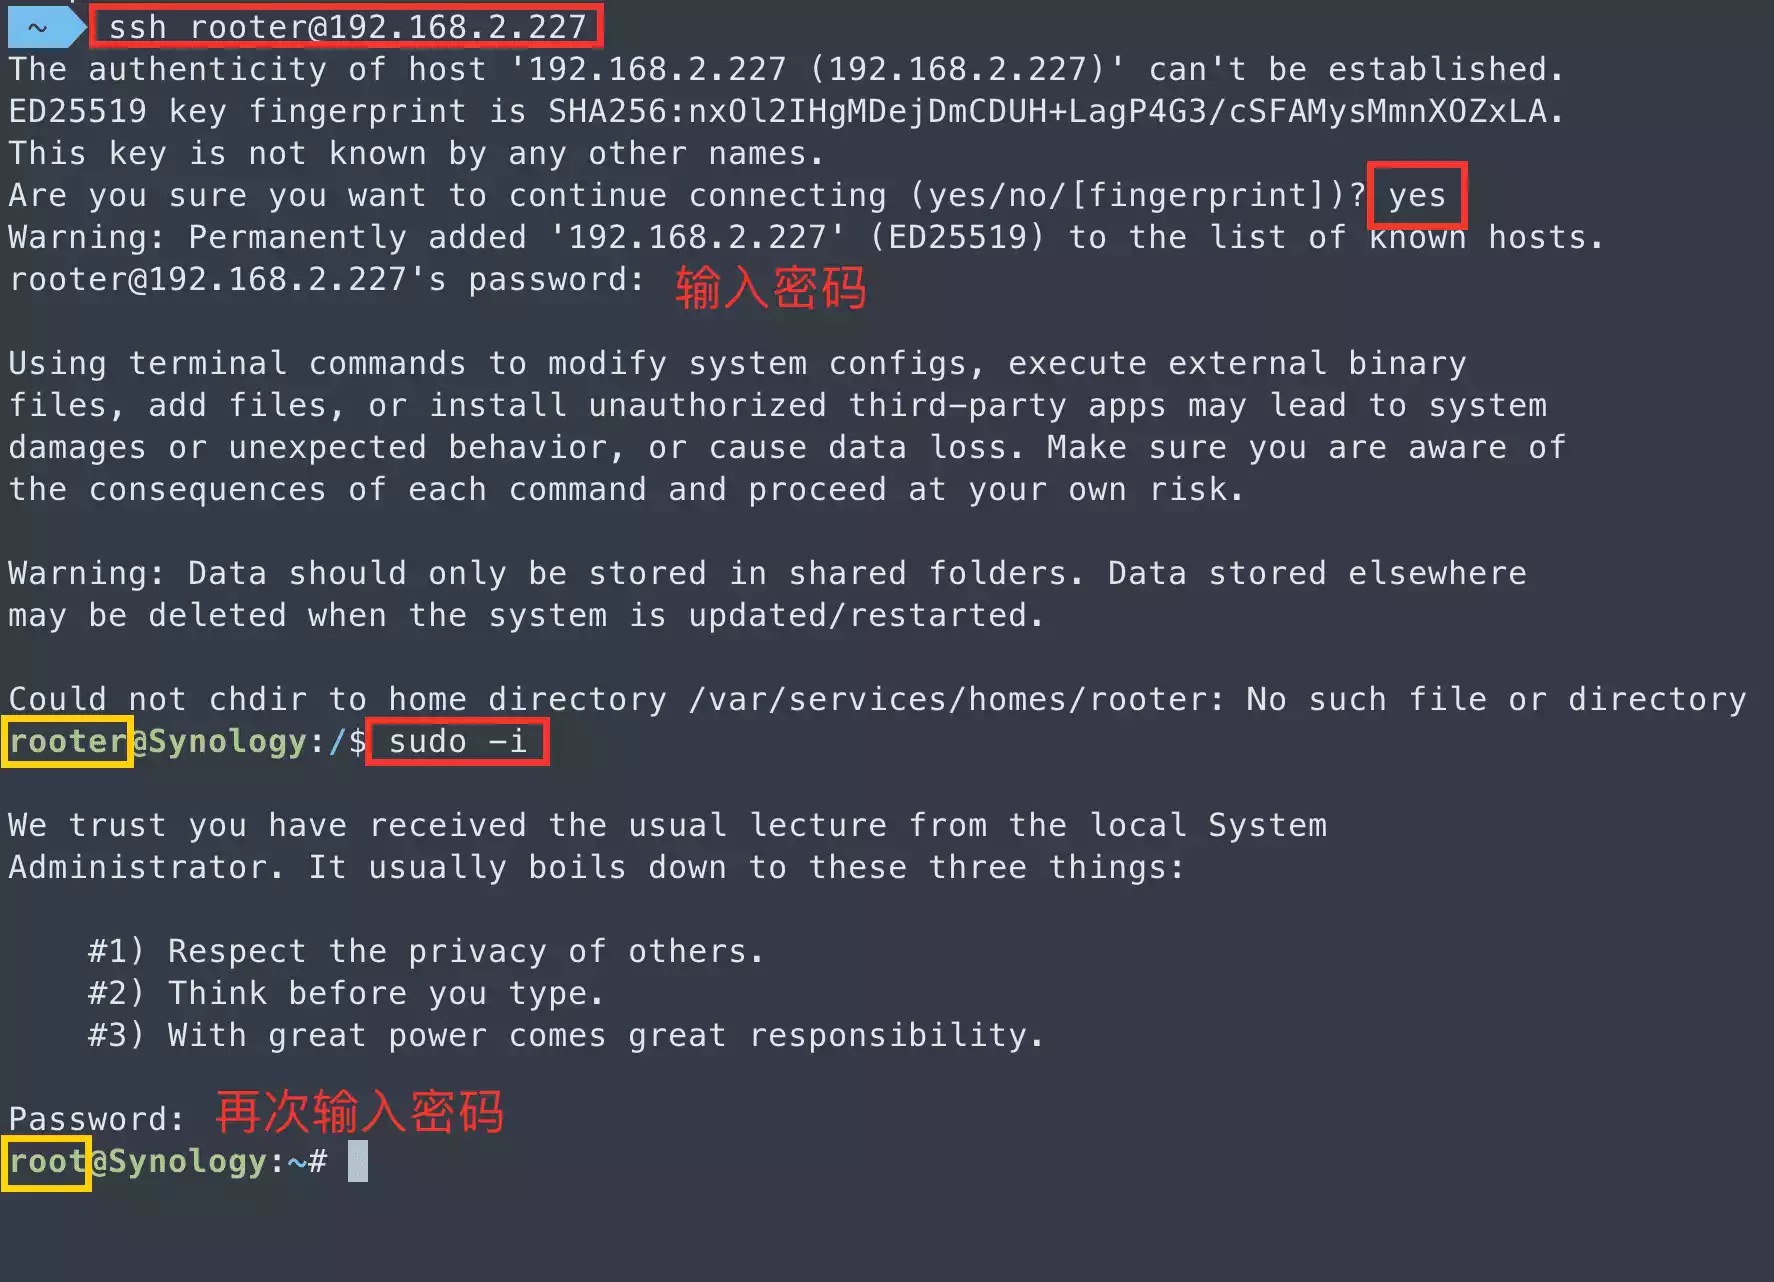 ~ ssh rooter@192.168.2.227
The authenticity of host '192.168.2.227 (192.168.2.227)' can't be established.
ED25519 key fingerprint is SHA256:nxOl2IHgMDejDmCDUH+LagP4G3/cSFAMysMmnXOZxLA.
This key is not known by any other names.
Are you sure you want to continue connecting (yes/no/[fingerprint])? yes
Warning: Permanently added '192.168.2.227' (ED25519) to the list of known hosts.
rooter@192.168.2.227's password: 输入密码
Using terminal commands to modify system configs, execute external binary
files, add files, or install unauthorized third-party apps may lead to system
damages or unexpected behavior, or cause data loss. Make sure you are aware of
the consequences of each command and proceed at your own risk.
Warning: Data should only be stored in shared folders. Data stored elsewhere
may be deleted when the system is updated/restarted.
Could not chdir to home directory /var/services/homes/rooter: No such file or directory
rooter@Synology:/$ sudo -i
We trust you have received the usual lecture from the local System
Administrator. It usually boils down to these three things:
#1) Respect the privacy of others.
#2) Think before you type.
#3) With great power comes great responsibility.
Password: 再次输入密码
root@Synology:~#